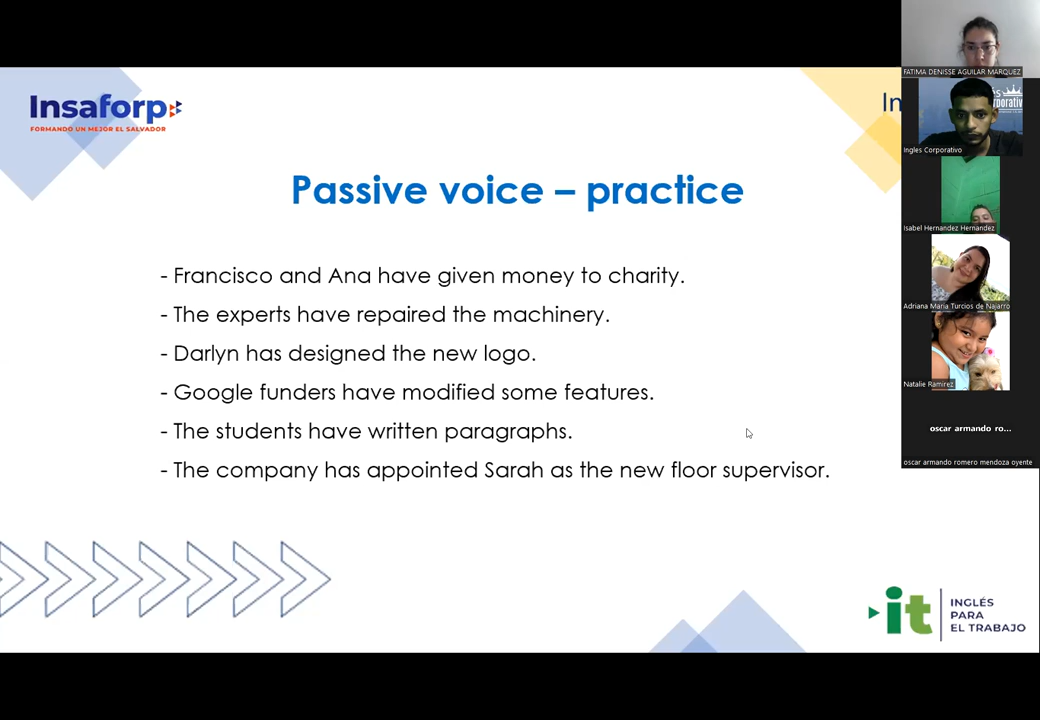 Insaforp
FORMANDO UN MEJOR EL SALVADOR
In
Passive voice – practice
- Francisco and Ana have given money to charity.
- The experts have repaired the machinery.
- Darlyn has designed the new logo.
- Google funders have modified some features.
- The students have written paragraphs.
- The company has appointed Sarah as the new floor supervisor.
it
INGLÉS
PARA
EL TRABAJO
FATIMA DENISSE AGUILAR MARQUEZ
Ingles Corporativo
Isabel Hernandez Hernandez
Adriana Maria Turcios de Najarro
Natalie Ramirez
oscar armando ro...
oscar armando romero mendoza oyente